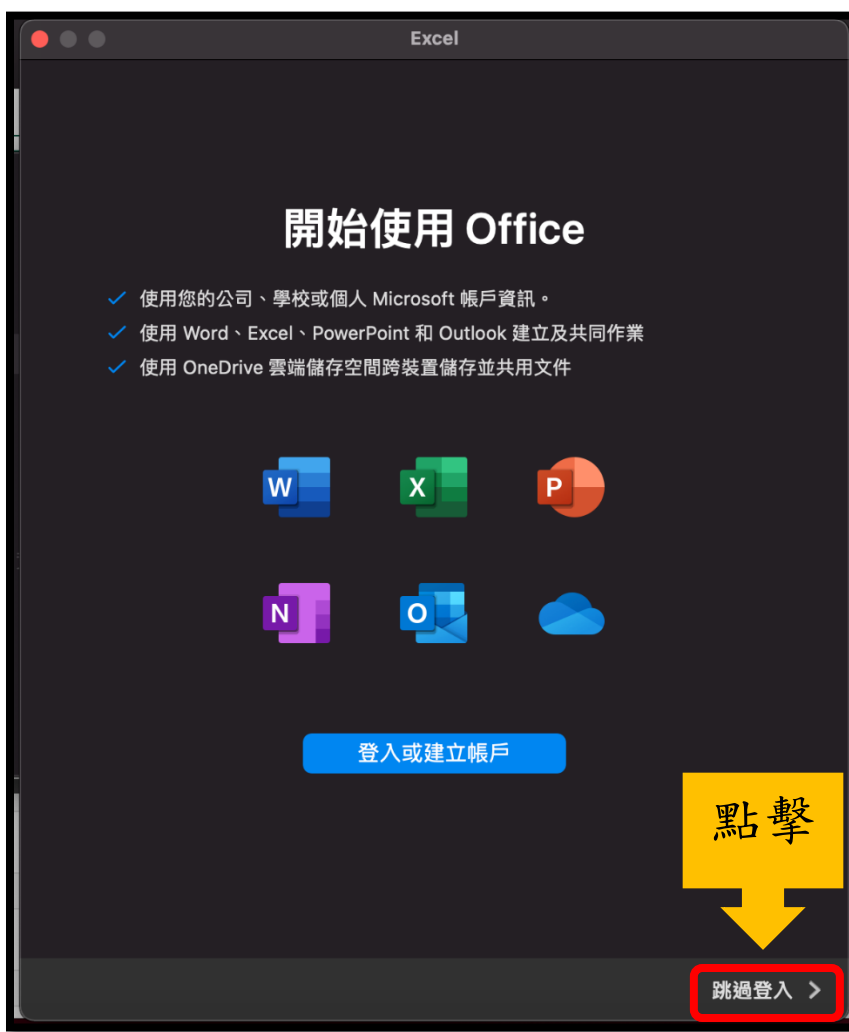 Excel
開始使用 Office
使用您的公司、學校或個人 Microsoft 帳戶資訊。
使用 Word、Excel、PowerPoint 和 Outlook 建立及共同作業
使用 OneDrive 雲端儲存空間跨裝置儲存並共用文件
W X P
N O
登入或建立帳戶
點擊
跳過登入 >